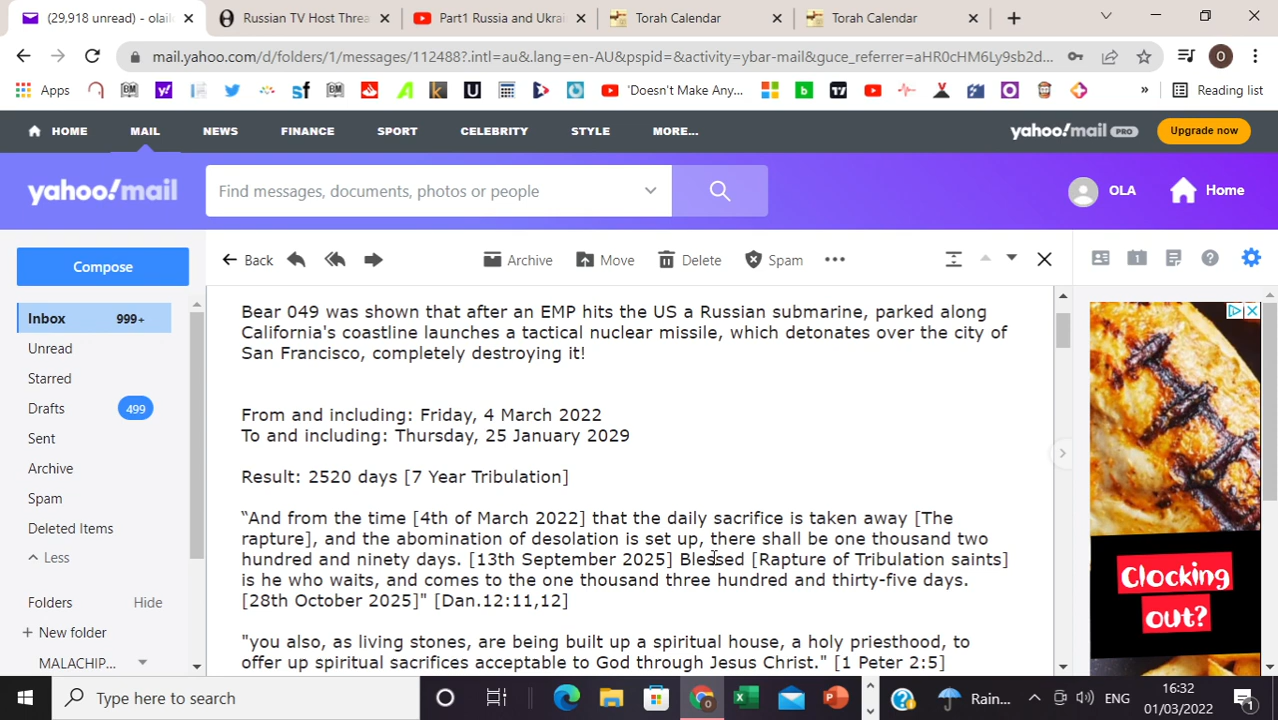 (29,918 unread) - olail
Russian TV Host Threa
Part1 Russia and Ukrai
Torah Calendar
Torah Calendar
mail.yahoo.com/d/folders/1/messages/112488?.intl=au&.lang=en-AU&pspid=&activity=ybar-mail&guce_referrer=aHR0cHM6Ly9sb2d...
Apps
'Doesn't Make Any...
»
Reading list
HOME
MAIL
NEWS
FINANCE
SPORT
CELEBRITY
STYLE
MORE...
yahoo!mail PRO
Upgrade now
yahoo!mail
Find messages, documents, photos or people
OLA
Home
Compose
Back
Archive
Move
Delete
Spam
Inbox 999+
Unread
Starred
Drafts 499
Sent
Archive
Spam
Deleted Items
Less
Folders Hide
+ New folder
MALACHIP...
Bear 049 was shown that after an EMP hits the US a Russian submarine, parked along
California's coastline launches a tactical nuclear missile, which detonates over the city of
San Francisco, completely destroying it!
From and including: Friday, 4 March 2022
To and including: Thursday, 25 January 2029
Result: 2520 days [7 Year Tribulation]
“And from the time [4th of March 2022] that the daily sacrifice is taken away [The
rapture], and the abomination of desolation is set up, there shall be one thousand two
hundred and ninety days. [13th September 2025] Blessed [Rapture of Tribulation saints]
is he who waits, and comes to the one thousand three hundred and thirty-five days.
[28th October 2025]" [Dan.12:11,12]
"you also, as living stones, are being built up a spiritual house, a holy priesthood, to
offer up spiritual sacrifices acceptable to God through Jesus Christ." [1 Peter 2:5]
Clocking
out?
Type here to search
Rain...
ENG
16:32
01/03/2022